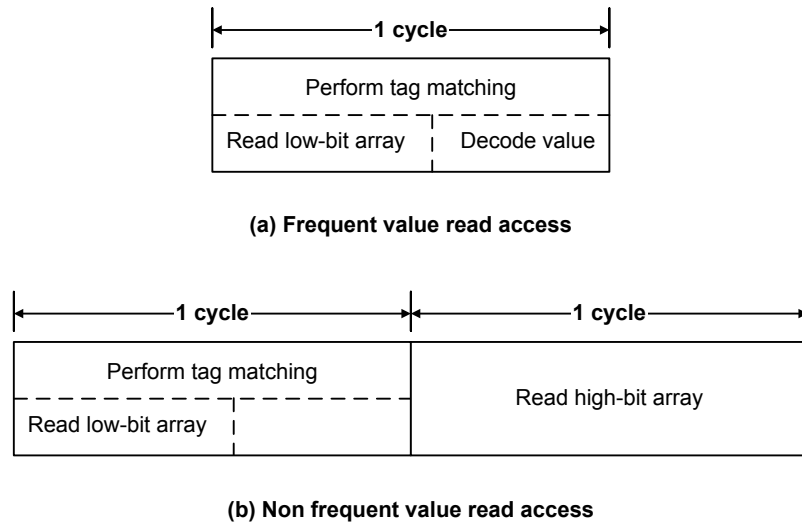 1 cycle
Perform tag matching
Read low-bit array Decode value
(a) Frequent value read access
1 cycle 1 cycle
Perform tag matching
Read high-bit array
Read low-bit array
(b) Non frequent value read access